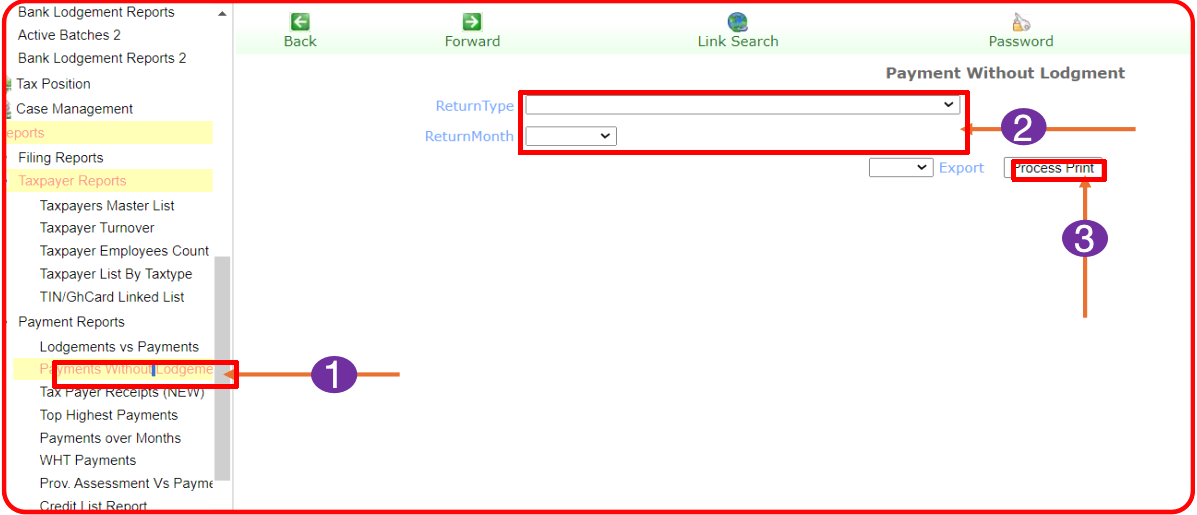 Bank Lodgement Reports
Active Batches 2
Bank Lodgement Reports 2
Tax Position
Case Management
eports
Filing Reports
Taxpayer Reports
Taxpayers Master List
Taxpayer Turnover
Taxpayer Employees Count
Taxpayer List By Taxtype
TIN/GhCard Linked List
Payment Reports
Lodgements vs Payments
Payments Without Lodgeme
Tax Payer Receipts (NEW)
Top Highest Payments
Payments over Months
WHT Payments
Prov. Assessment Vs Payme
Credit List Report
1
Back
Forward
Link Search
Password
Payment Without Lodgment
ReturnType
ReturnMonth
2
Export
Process Print
3